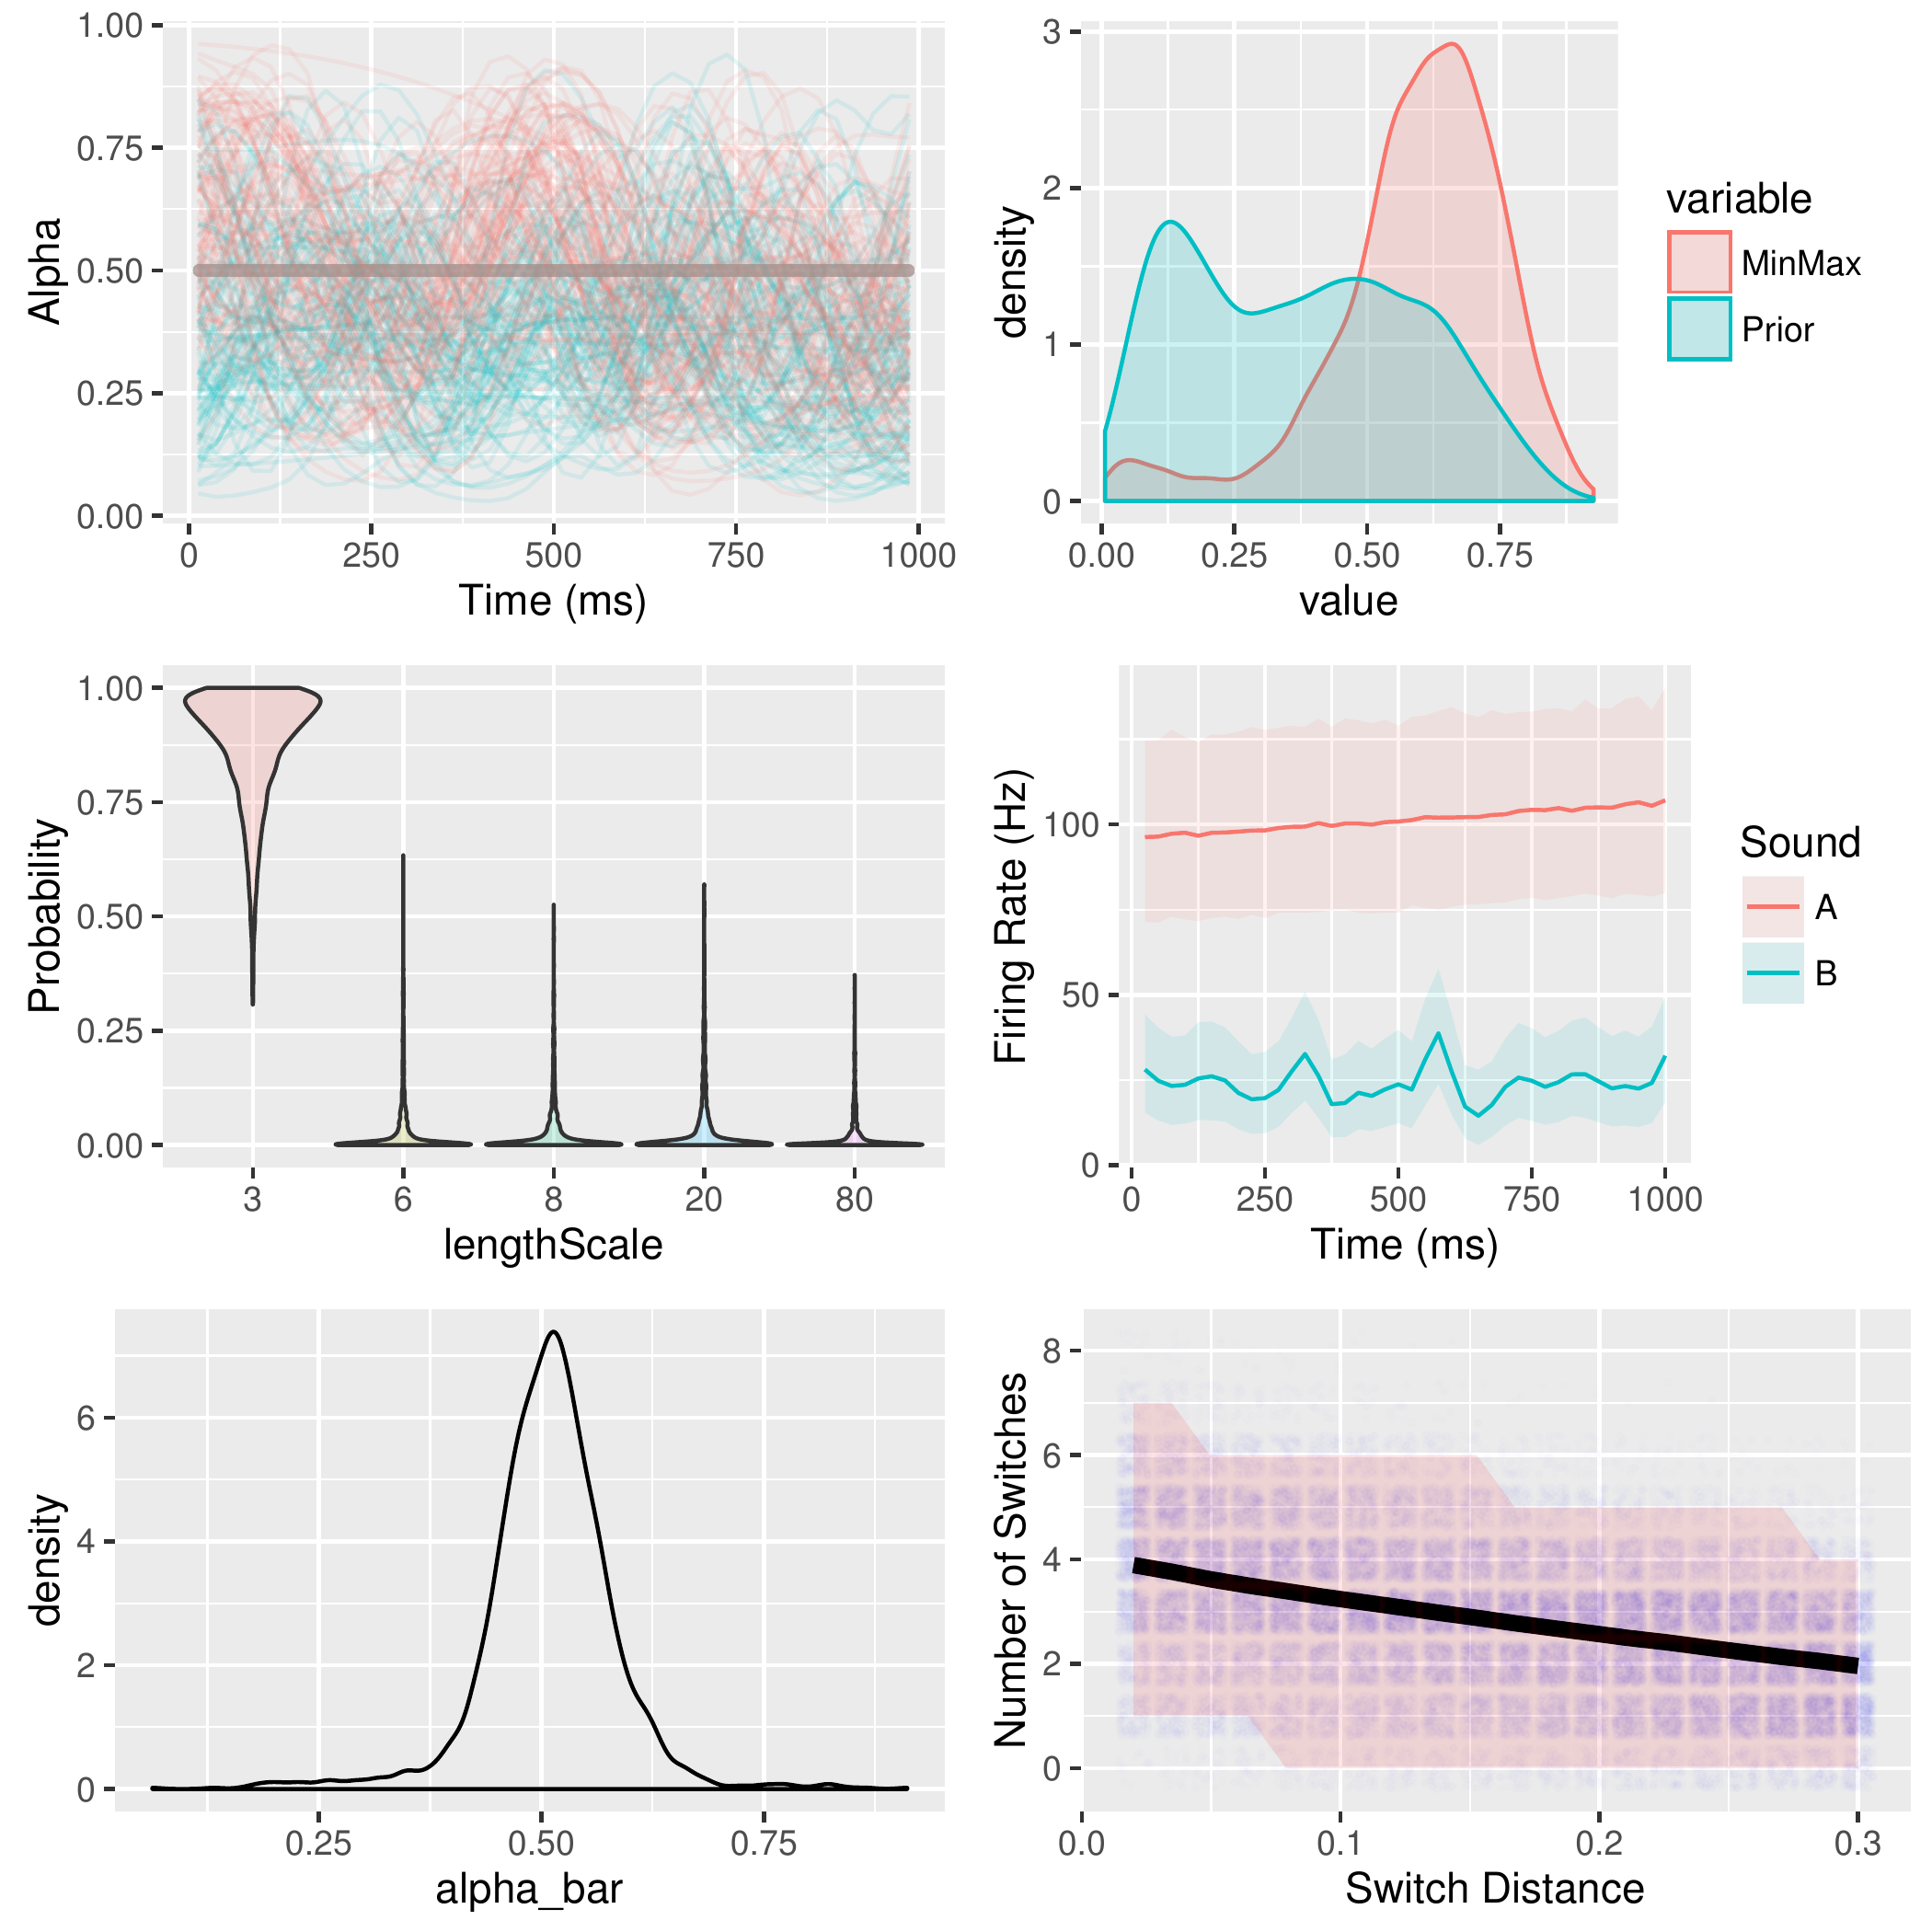 1.00
0.75
0.50
0.25
0.00
Alpha
0 250 500 750 1000
Time (ms)
3
2
1
0
density
0.00 0.25 0.50 0.75
value
variable
MinMax
Prior
1.00
0.75
0.50
0.25
0.00
Probability
3 6 8 20 80
lengthScale
100
50
0
Firing Rate (Hz)
0 250 500 750 1000
Time (ms)
Sound
A
B
6
4
2
0
density
0.25 0.50 0.75
alpha_bar
8
6
4
2
0
Number of Switches
0.0 0.1 0.2 0.3
Switch Distance